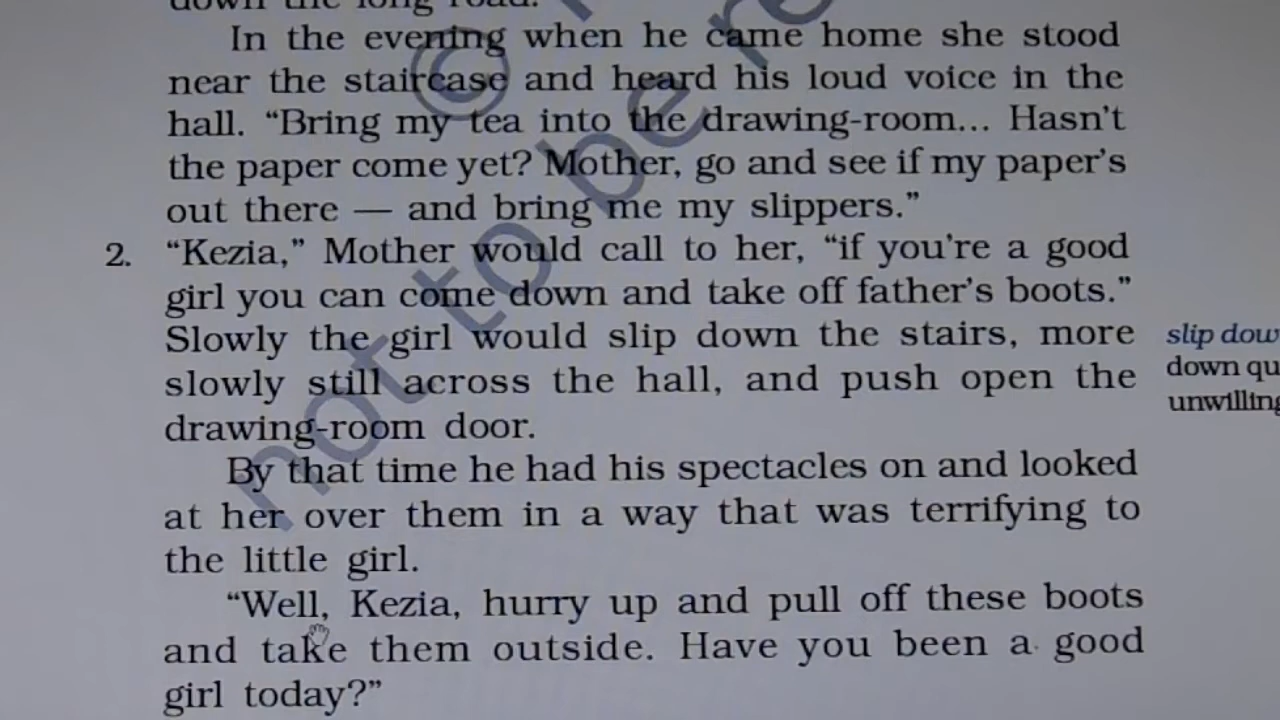 down the long road.
In the evening when he came home she stood
near the staircase and heard his loud voice in the
hall. “Bring my tea into the drawing-room... Hasn’t
the paper come yet? Mother, go and see if my paper’s
out there — and bring me my slippers.”
2. “Kezia,” Mother would call to her, “if you’re a good
girl you can come down and take off father’s boots.”
Slowly the girl would slip down the stairs, more
slowly still across the hall, and push open the
drawing-room door.
slip dow
down qu
unwilling
By that time he had his spectacles on and looked
at her over them in a way that was terrifying to
the little girl.
“Well, Kezia, hurry up and pull off these boots
and take them outside. Have you been a good
girl today?”
© not to be re